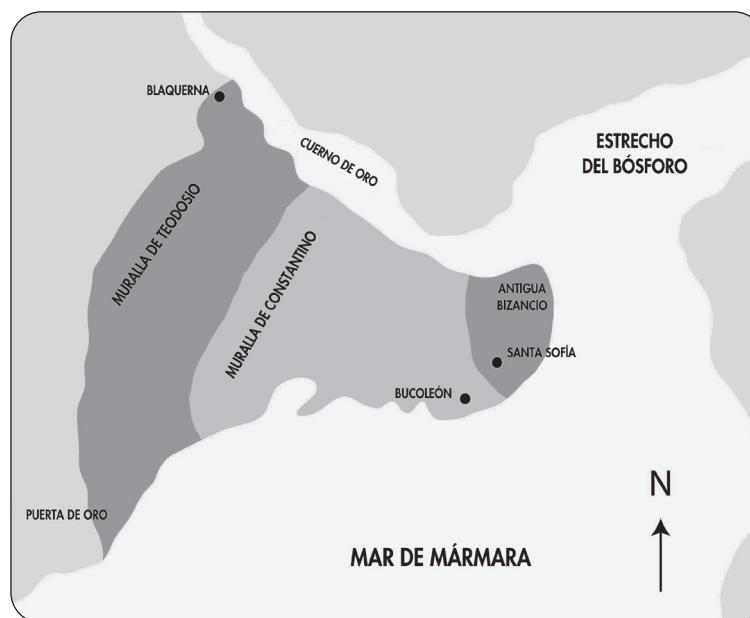 BLAQUERNA
CUERNO DE ORO
ESTRECHO
DEL BÓSFORO
MURALLA DE TEODOSIO
MURALLA DE CONSTANTINO
ANTIGUA
BIZANCIO
SANTA SOFÍA
BUCOLEÓN
PUERTA DE ORO
N
MAR DE MÁRMARA